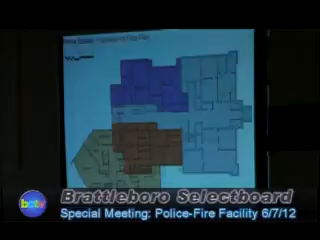 bctv
Brattleboro Selectboard
Special Meeting: Police-Fire Facility 6/7/12